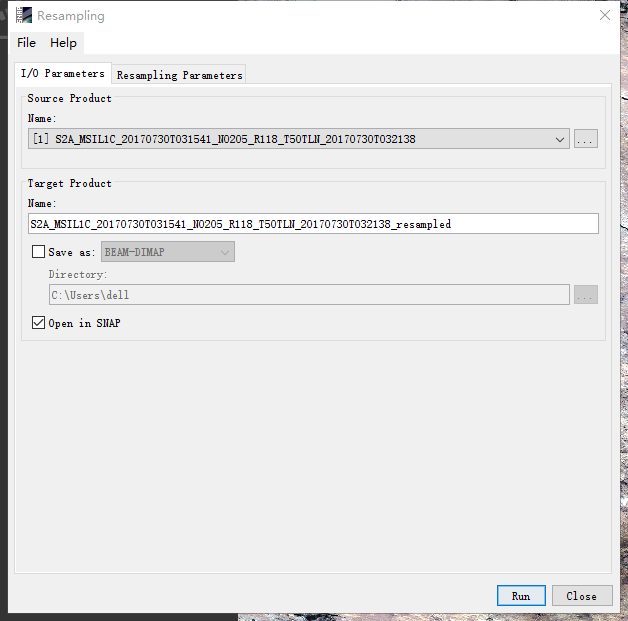 Resampling
File Help
I/O Parameters Resampling Parameters
Source Product
Name:
[1] S2A_MSIL1C_20170730T031541_N0205_R118_T50TLN_20170730T032138
...
Target Product
Name:
S2A_MSIL1C_20170730T031541_N0205_R118_T50TLN_20170730T032138_resampled
Save as: BEAM-DIMAP
Directory:
C:\Users\dell
...
Open in SNAP
Run Close